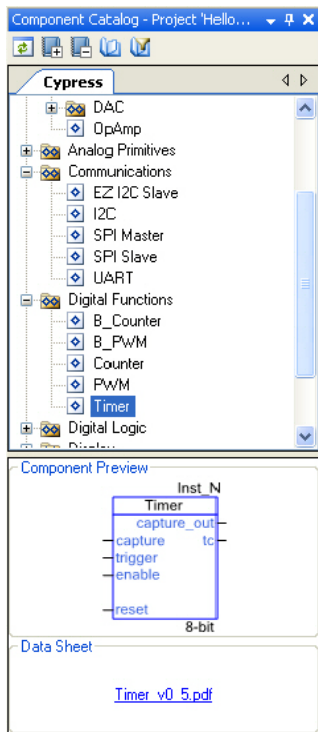 Component Catalog - Project 'Hello...
Cypress
DAC
OpAmp
Analog Primitives
Communications
EZ I2C Slave
I2C
SPI Master
SPI Slave
UART
Digital Functions
B_Counter
B_PWM
Counter
PWM
Timer
Digital Logic
Display
Component Preview
Inst_N
Timer
capture_out
capture tc
trigger
enable
reset
8-bit
Data Sheet
Timer_v0_5.pdf